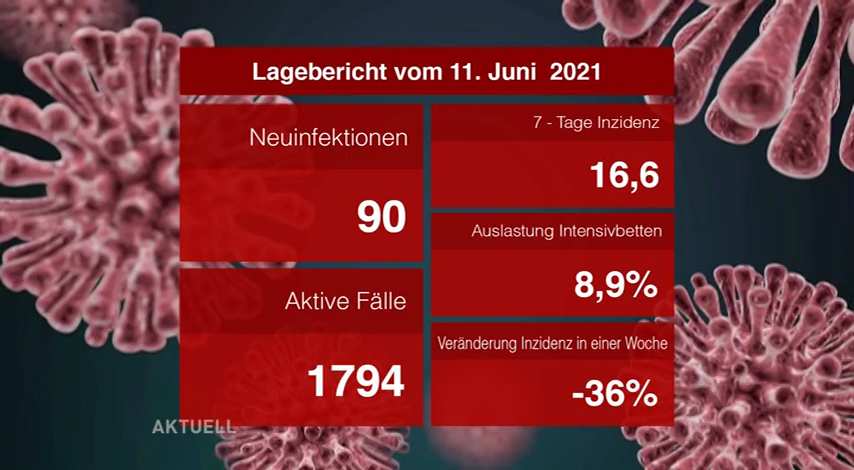 Lagebericht vom 11. Juni 2021
Neuinfektionen
90
Aktive Fälle
1794
7 - Tage Inzidenz
16,6
Auslastung Intensivbetten
8,9%
Veränderung Inzidenz in einer Woche
-36%
AKTUELL